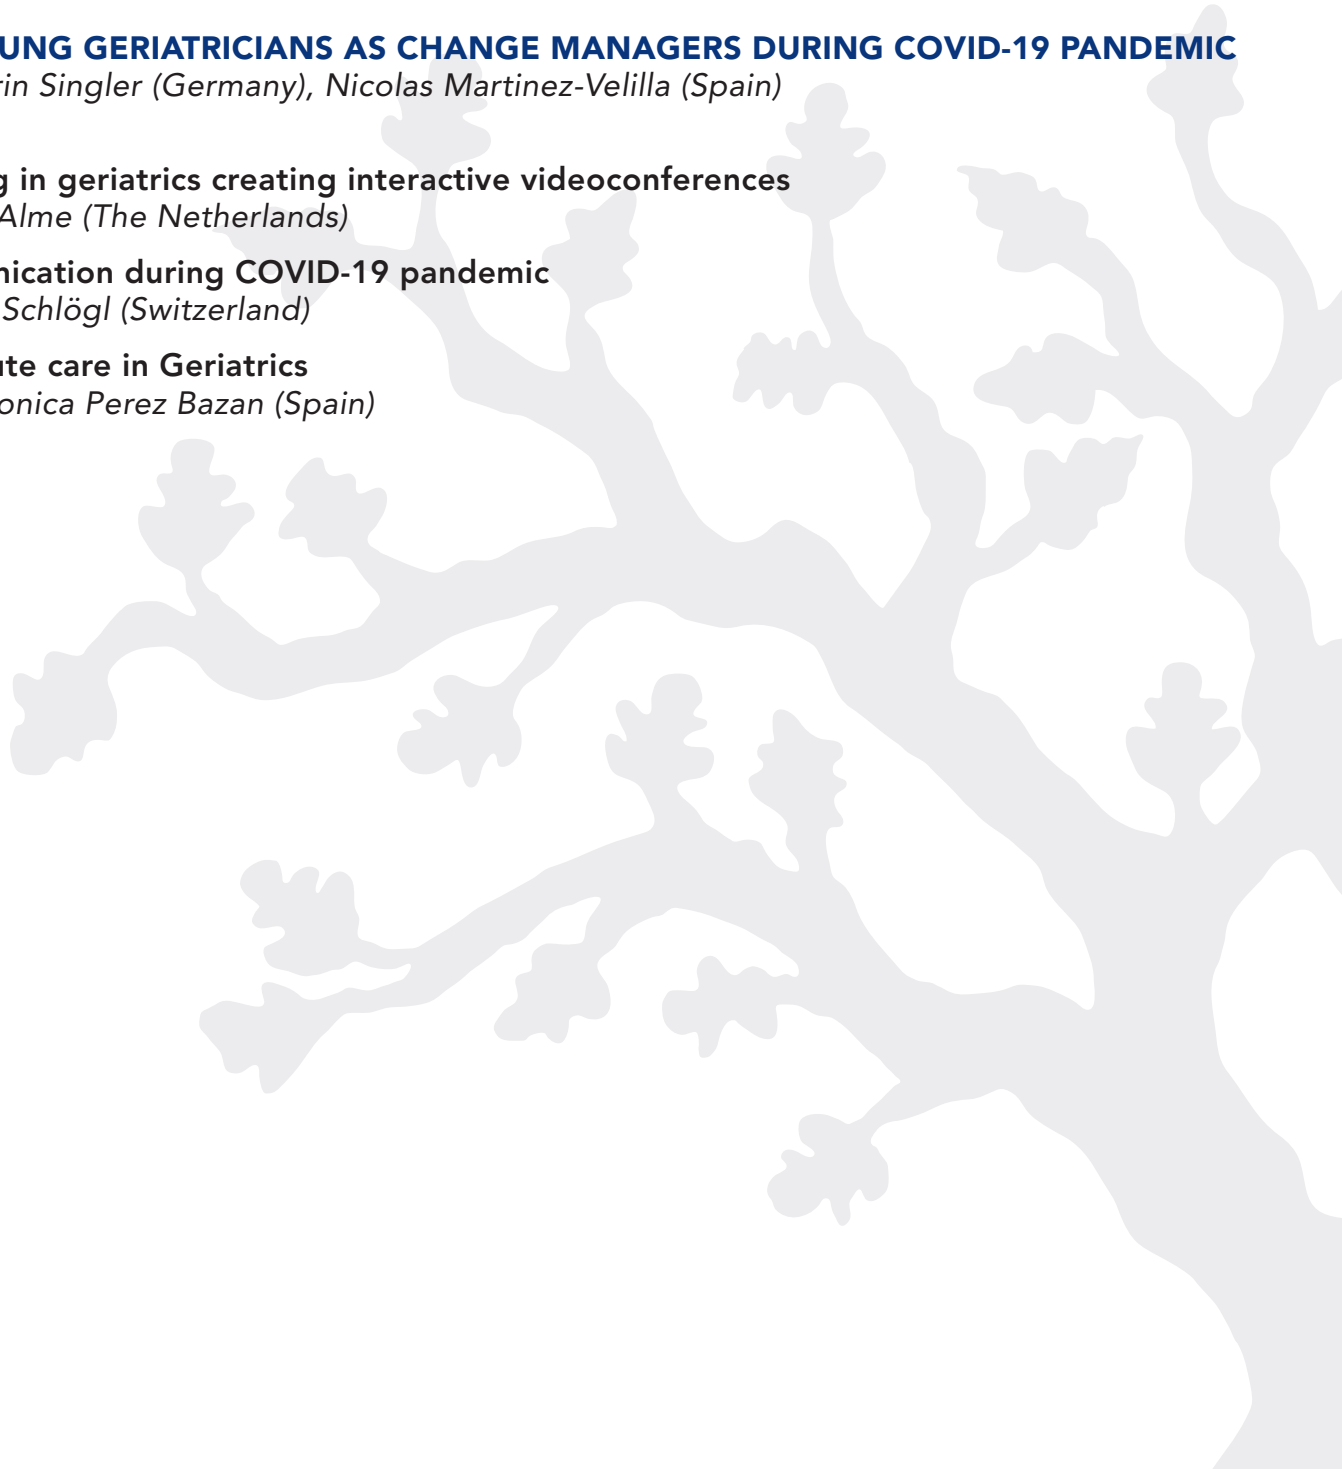 UNG GERIATRICIANS AS CHANGE MANAGERS DURING COVID-19 PANDEMIC
rin Singler (Germany), Nicolas Martinez-Velilla (Spain)
g in geriatrics creating interactive videoconferences
Alme (The Netherlands)
nication during COVID-19 pandemic
Schlögl (Switzerland)
ute care in Geriatrics
onica Perez Bazan (Spain)